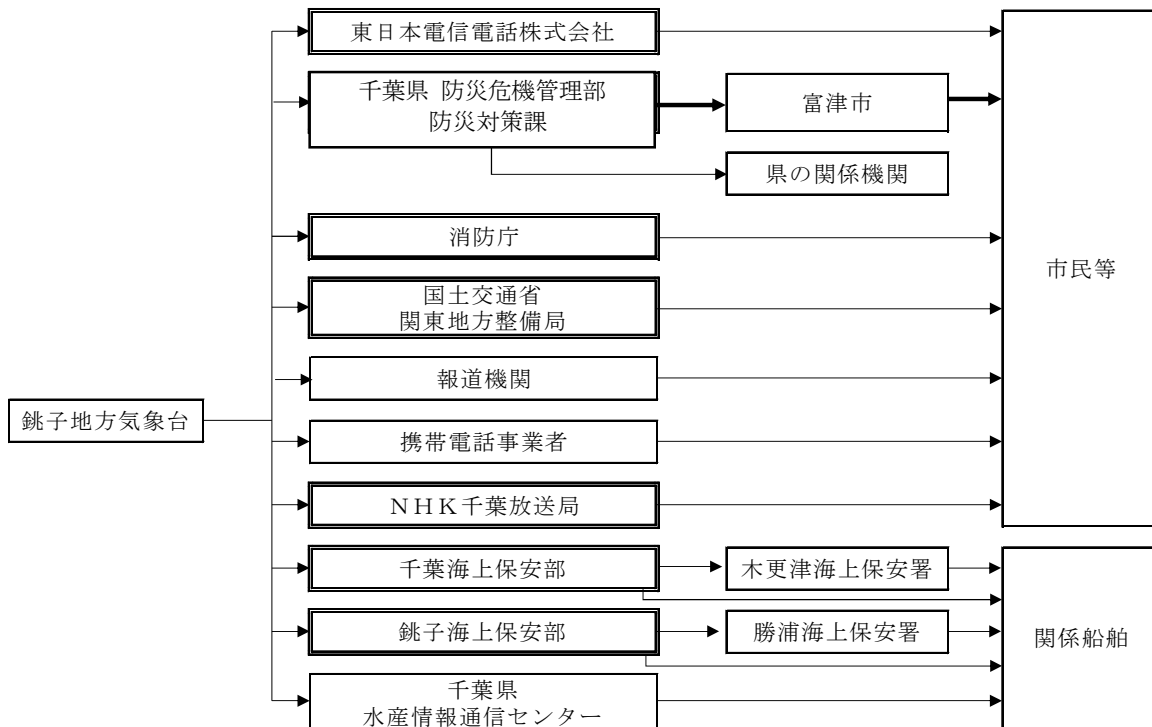 東日本電信電話株式会社
千葉県 防災危機管理部
防災対策課
富津市
県の関係機関
消防庁
市民等
国土交通省
関東地方整備局
報道機関
銚子地方気象台
携帯電話事業者
NHK千葉放送局
千葉海上保安部
木更津海上保安署
銚子海上保安部
勝浦海上保安署
関係船舶
千葉県
水産情報通信センター